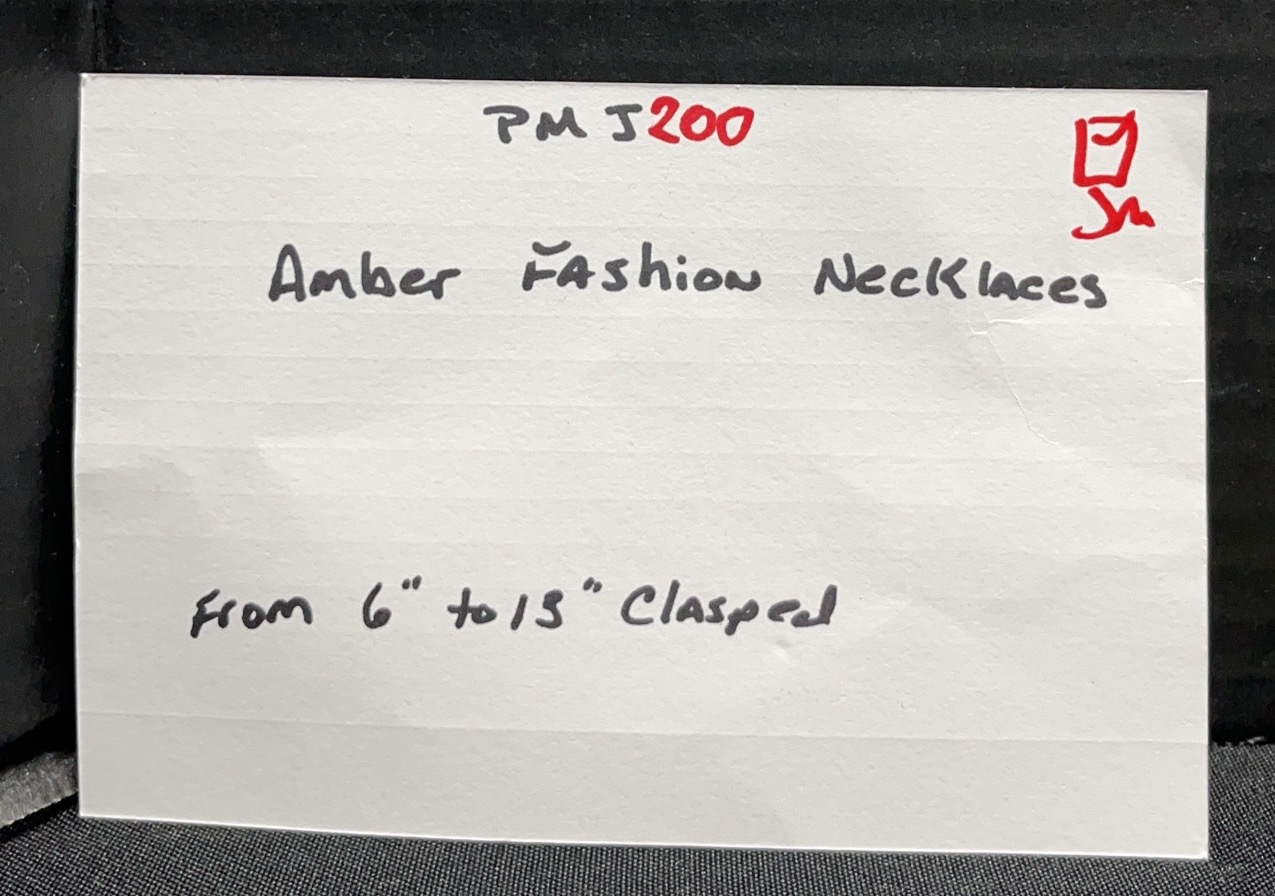 PMJ200
Amber Fashion Necklaces
From 6" to 13" Clasped